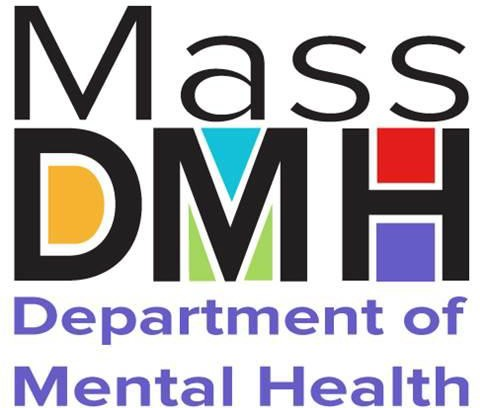 Mass
DMH
Department of
Mental Health